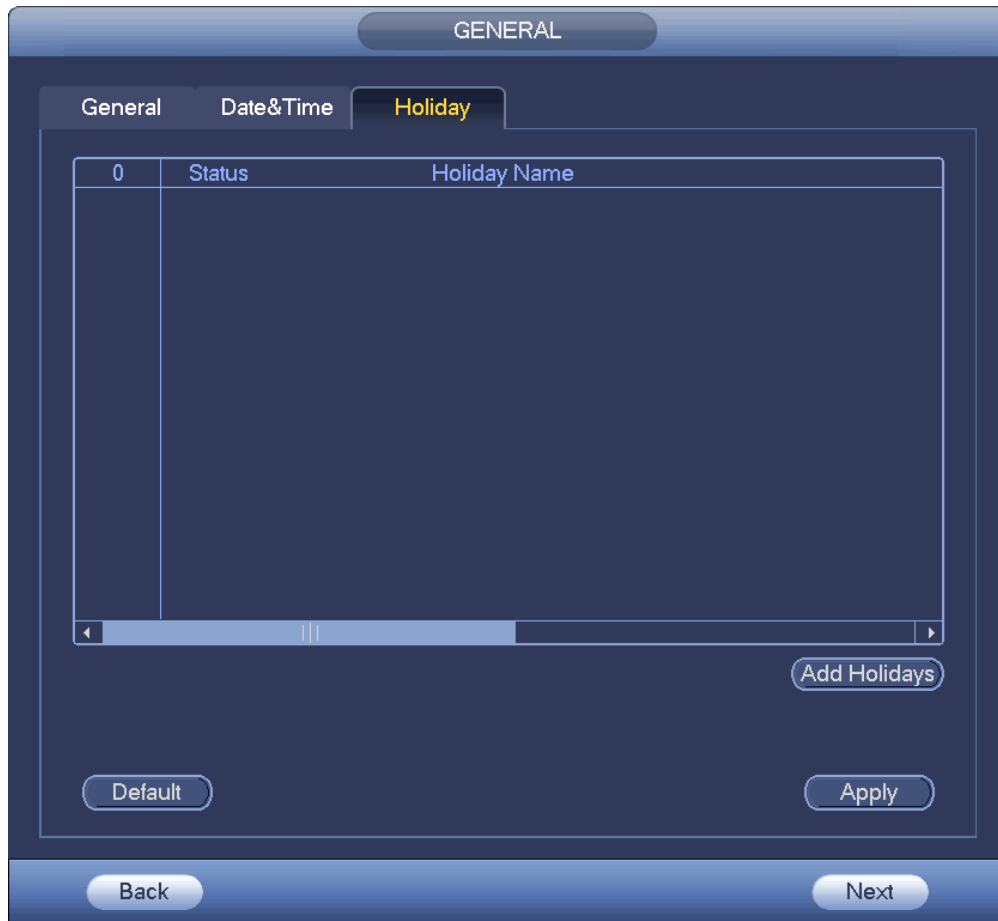 GENERAL
General Date&Time Holiday
0 Status Holiday Name
Add Holidays
Default Apply
Back Next